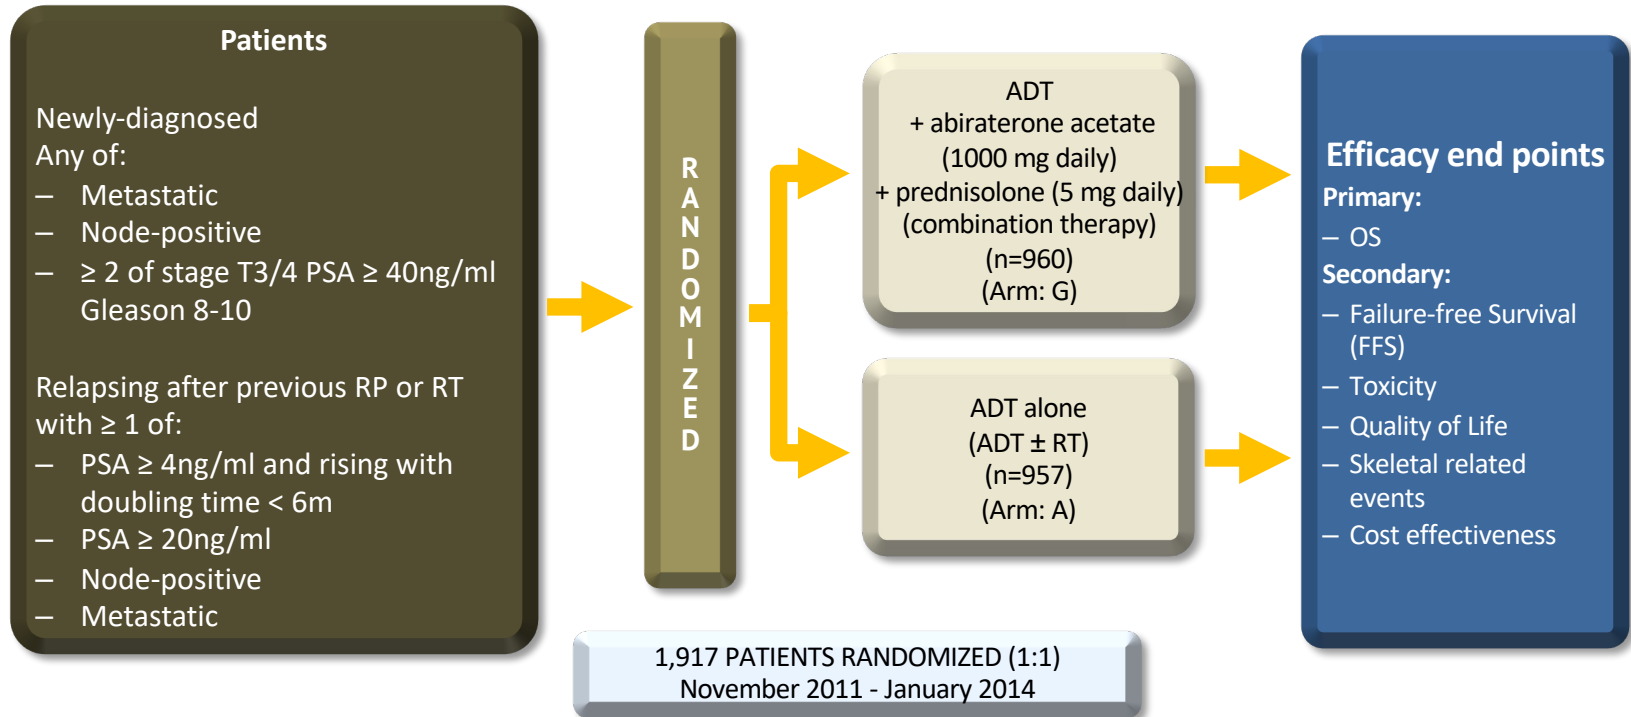 Patients
Newly-diagnosed
Any of:
– Metastatic
– Node-positive
– ≥ 2 of stage T3/4 PSA ≥ 40ng/ml
Gleason 8-10
Relapsing after previous RP or RT
with ≥ 1 of:
– PSA ≥ 4ng/ml and rising with
doubling time < 6m
– PSA ≥ 20ng/ml
– Node-positive
– Metastatic
RANDOMIZED
ADT
+ abiraterone acetate
(1000 mg daily)
+ prednisolone (5 mg daily)
(combination therapy)
(n=960)
(Arm: G)
ADT alone
(ADT ± RT)
(n=957)
(Arm: A)
Efficacy end points
Primary:
– OS
Secondary:
– Failure-free Survival
(FFS)
– Toxicity
– Quality of Life
– Skeletal related
events
– Cost effectiveness
1,917 PATIENTS RANDOMIZED (1:1)
November 2011 - January 2014